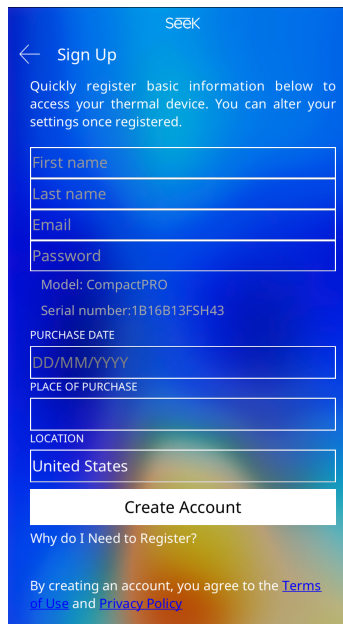 Seek
Sign Up
Quickly register basic information below to
access your thermal device. You can alter your
settings once registered.
First name
Last name
Email
Password
Model: CompactPRO
Serial number:1B16B13FSH43
PURCHASE DATE
DD/MM/YYYY
PLACE OF PURCHASE
LOCATION
United States
Create Account
Why do I Need to Register?
By creating an account, you agree to the Terms
of Use and Privacy Policy